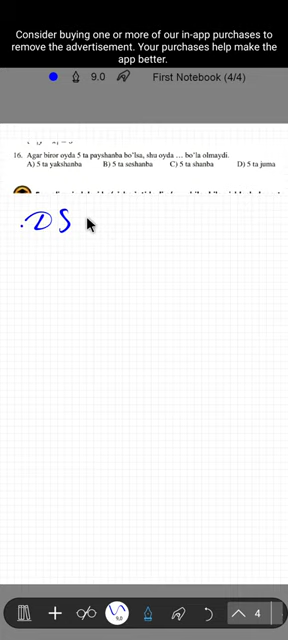 Consider buying one or more of our in-app purchases to
remove the advertisement. Your purchases help make the
app better.
9.0 First Notebook (4/4)
16. Agar biror oyda 5 ta payshanba bo'lsa, shu oyda … bo'la olmaydi.
A) 5 ta yakshanba B) 5 ta seshanba C) 5 ta shanba D) 5 ta juma
.DS
9,0 4